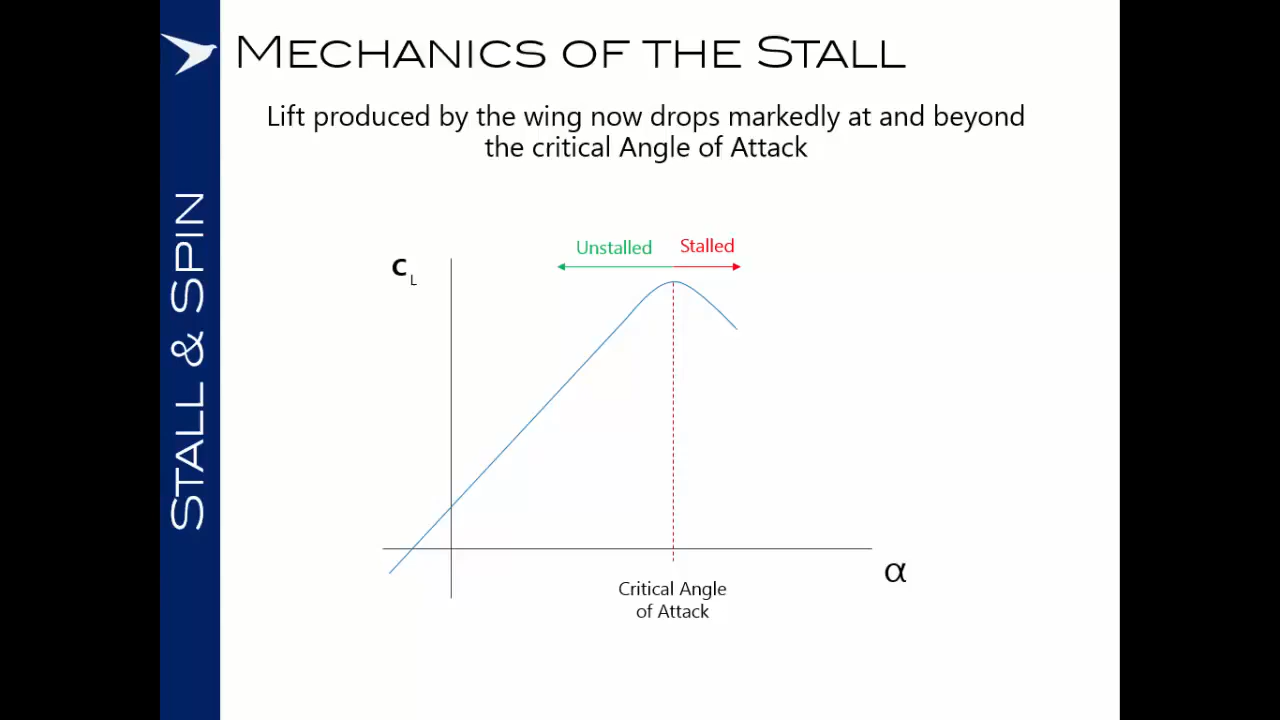 MECHANICS OF THE STALL
Lift produced by the wing now drops markedly at and beyond
the critical Angle of Attack
STALL & SPIN
Unstalled
Stalled
CL
α
Critical Angle
of Attack